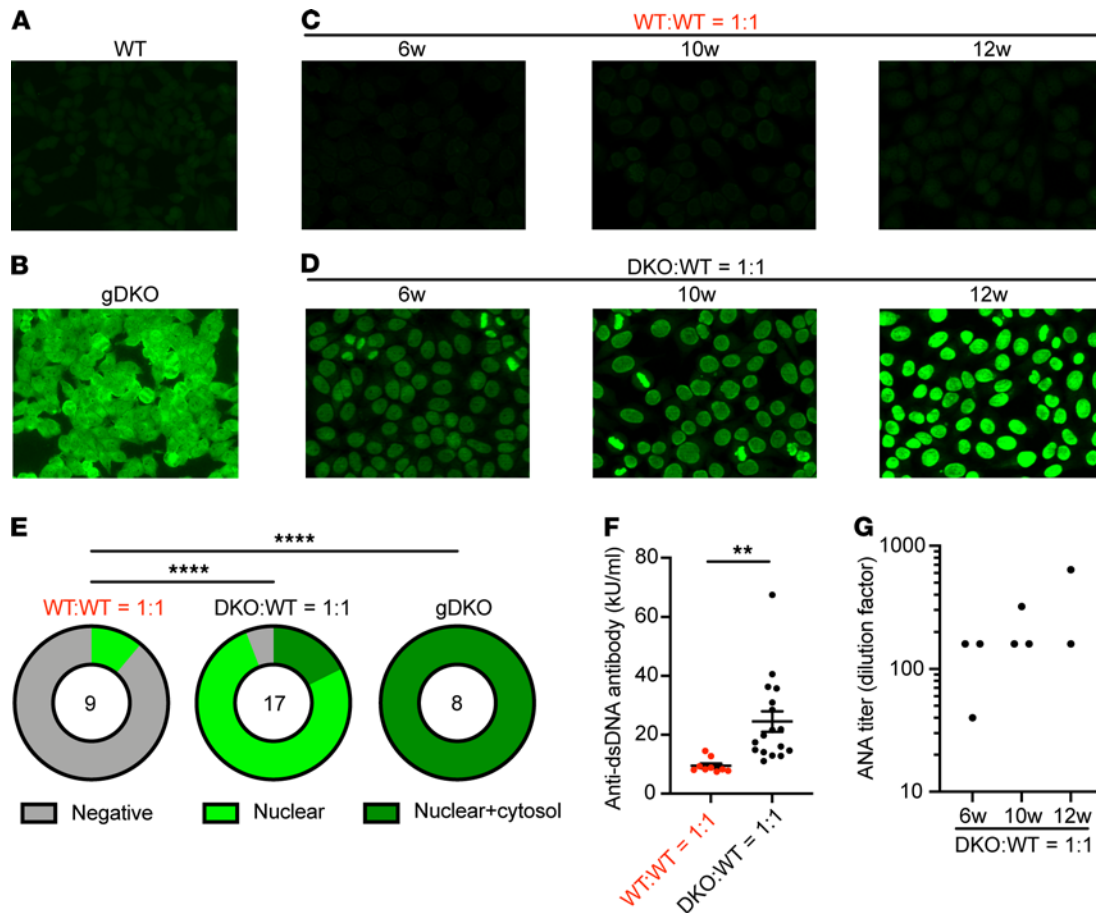 A
WT
C
WT:WT = 1:1
6w
10w
12w
B
gDKO
D
DKO:WT = 1:1
6w
10w
12w
E
****
****
WT:WT = 1:1
DKO:WT = 1:1
gDKO
9
17
8
Negative
Nuclear
Nuclear+cytosol
F
**
Anti-dsDNA antibody (kU/ml)
80
60
40
20
0
WT:WT = 1:1
DKO:WT = 1:1
G
ANA titer (dilution factor)
1000
100
10
6w 10w 12w
DKO:WT = 1:1